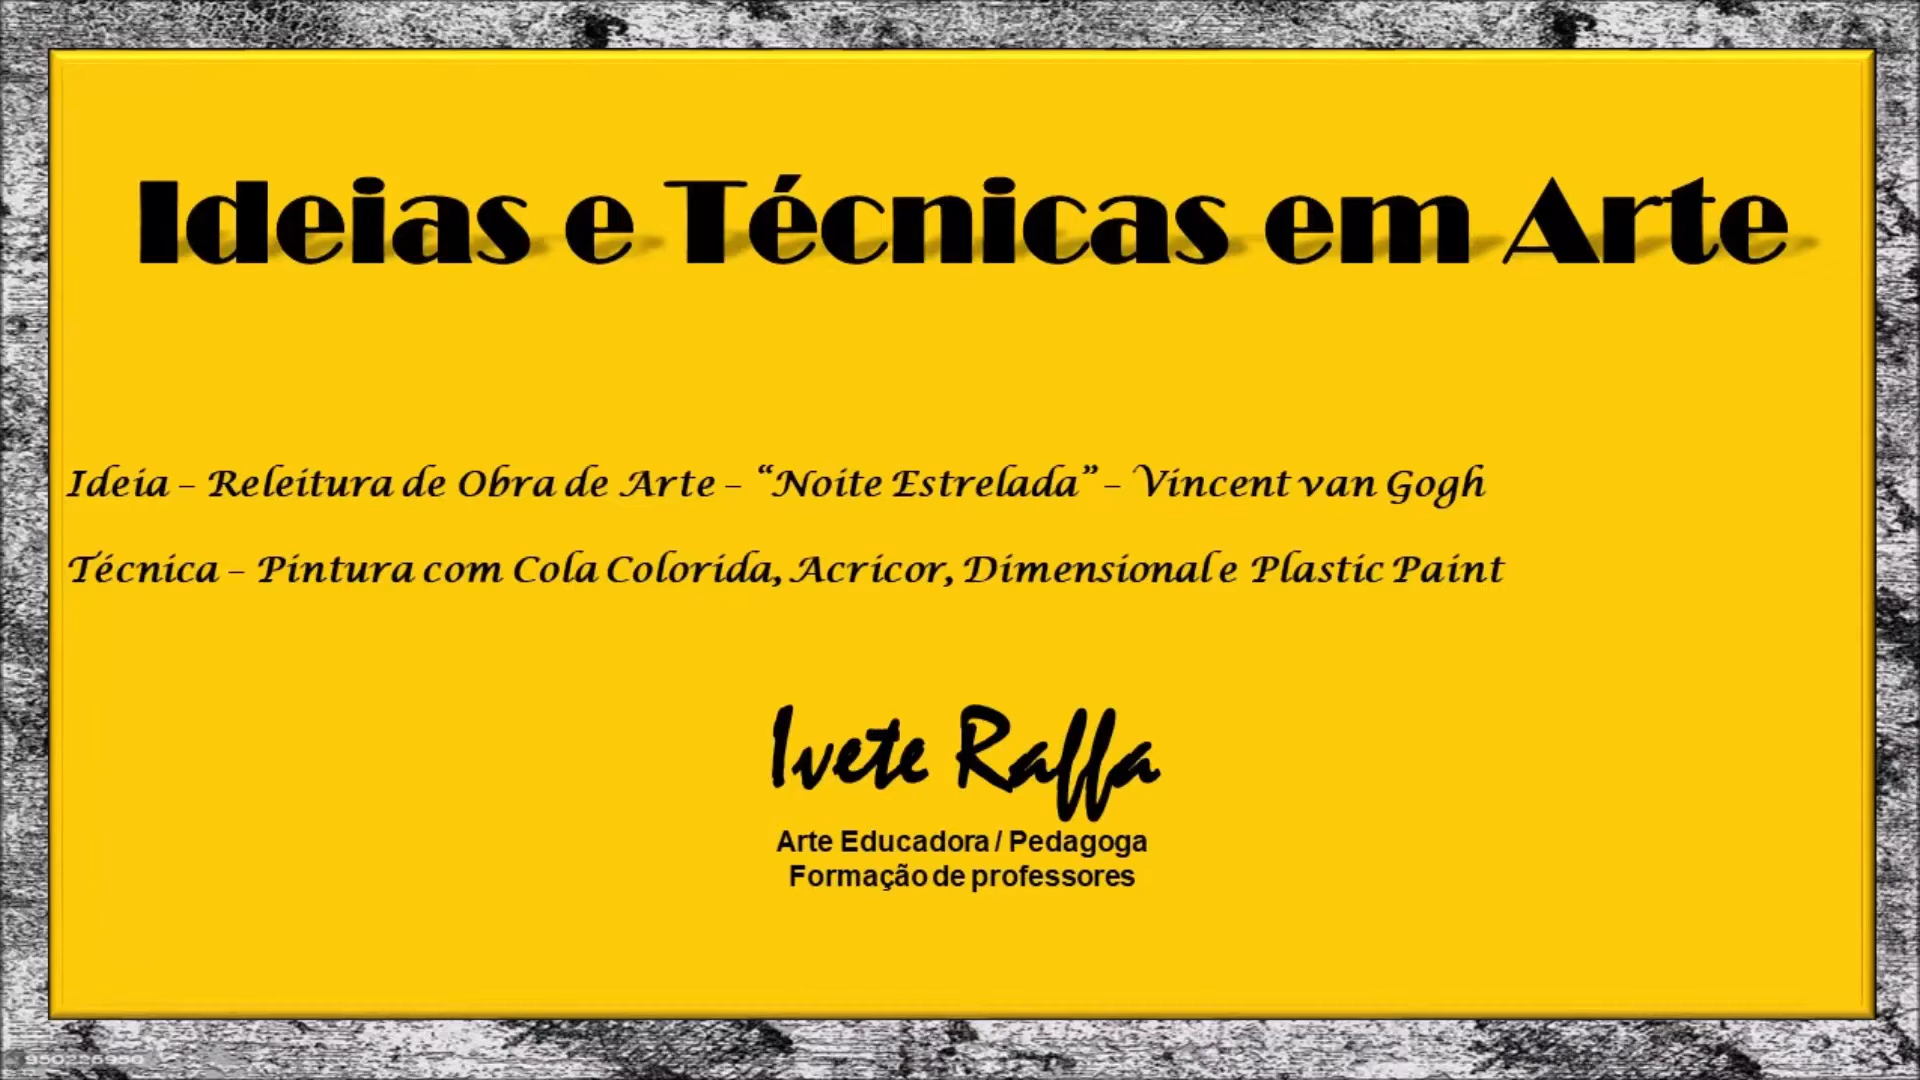 Ideias e Técnicas em Arte
Ideia – Releitura de Obra de Arte – “Noite Estrelada” – Vincent van Gogh
Técnica – Pintura com Cola Colorida, Acricor, Dimensional e Plastic Paint
Ivete Raffa
Arte Educadora / Pedagoga
Formação de professores